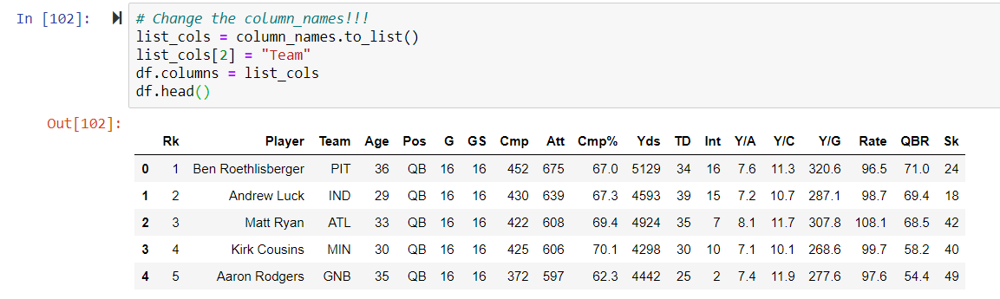 In [102]:
# Change the column_names!!!
list_cols = column_names.to_list()
list_cols[2] = "Team"
df.columns = list_cols
df.head()
Out[102]:
Rk Player Team Age Pos G GS Cmp Att Cmp% Yds TD Int Y/A Y/C Y/G Rate QBR Sk
0 1 Ben Roethlisberger PIT 36 QB 16 16 452 675 67.0 5129 34 16 7.6 11.3 320.6 96.5 71.0 24
1 2 Andrew Luck IND 29 QB 16 16 430 639 67.3 4593 39 15 7.2 10.7 287.1 98.7 69.4 18
2 3 Matt Ryan ATL 33 QB 16 16 422 608 69.4 4924 35 7 8.1 11.7 307.8 108.1 68.5 42
3 4 Kirk Cousins MIN 30 QB 16 16 425 606 70.1 4298 30 10 7.1 10.1 268.6 99.7 58.2 40
4 5 Aaron Rodgers GNB 35 QB 16 16 372 597 62.3 4442 25 2 7.4 11.9 277.6 97.6 54.4 49